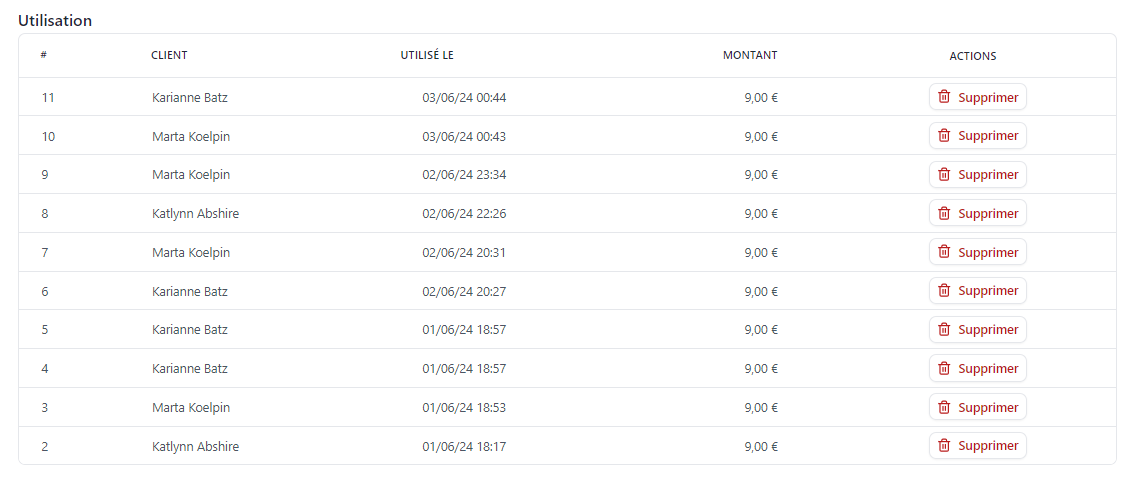 Utilisation
# CLIENT UTILISÉ LE MONTANT ACTIONS
11 Karianne Batz 03/06/24 00:44 9,00 € Supprimer
10 Marta Koelpin 03/06/24 00:43 9,00 € Supprimer
9 Marta Koelpin 02/06/24 23:34 9,00 € Supprimer
8 Katlynn Abshire 02/06/24 22:26 9,00 € Supprimer
7 Marta Koelpin 02/06/24 20:31 9,00 € Supprimer
6 Karianne Batz 02/06/24 20:27 9,00 € Supprimer
5 Karianne Batz 01/06/24 18:57 9,00 € Supprimer
4 Karianne Batz 01/06/24 18:57 9,00 € Supprimer
3 Marta Koelpin 01/06/24 18:53 9,00 € Supprimer
2 Katlynn Abshire 01/06/24 18:17 9,00 € Supprimer